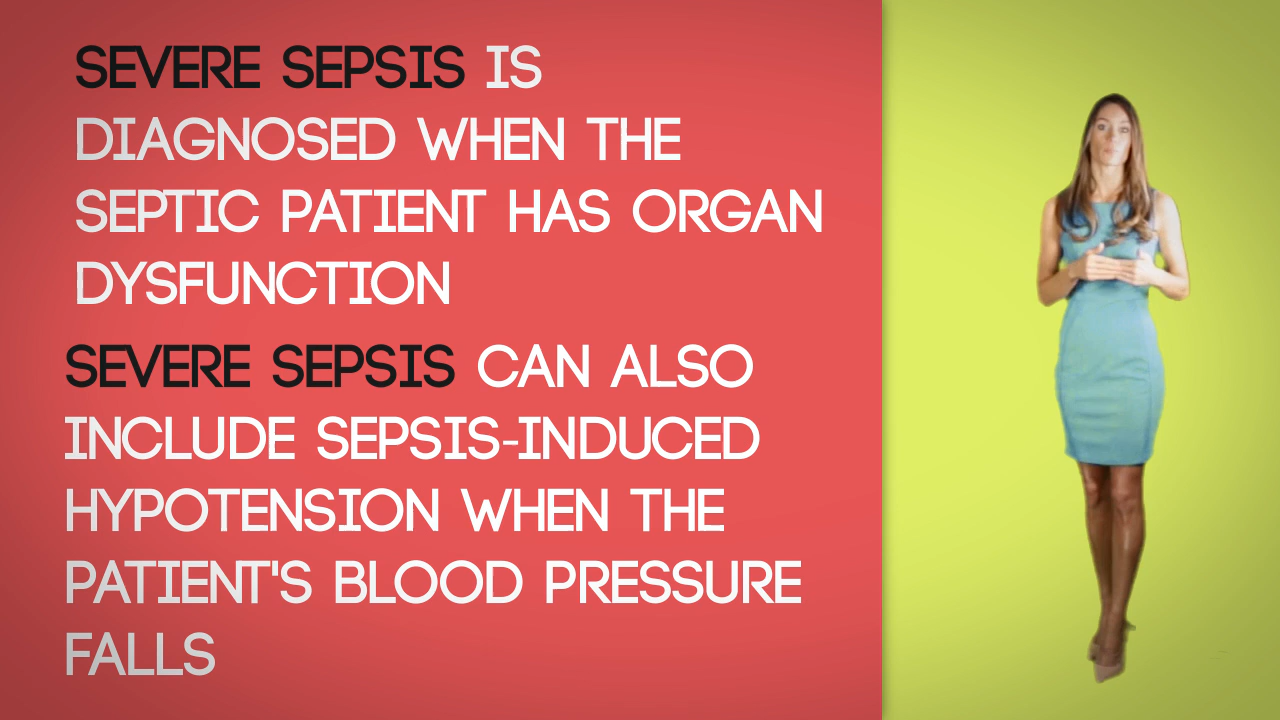 SEVERE SEPSIS IS
DIAGNOSED WHEN THE
SEPTIC PATIENT HAS ORGAN
DYSFUNCTION
SEVERE SEPSIS CAN ALSO
INCLUDE SEPSIS-INDUCED
HYPOTENSION WHEN THE
PATIENT'S BLOOD PRESSURE
FALLS